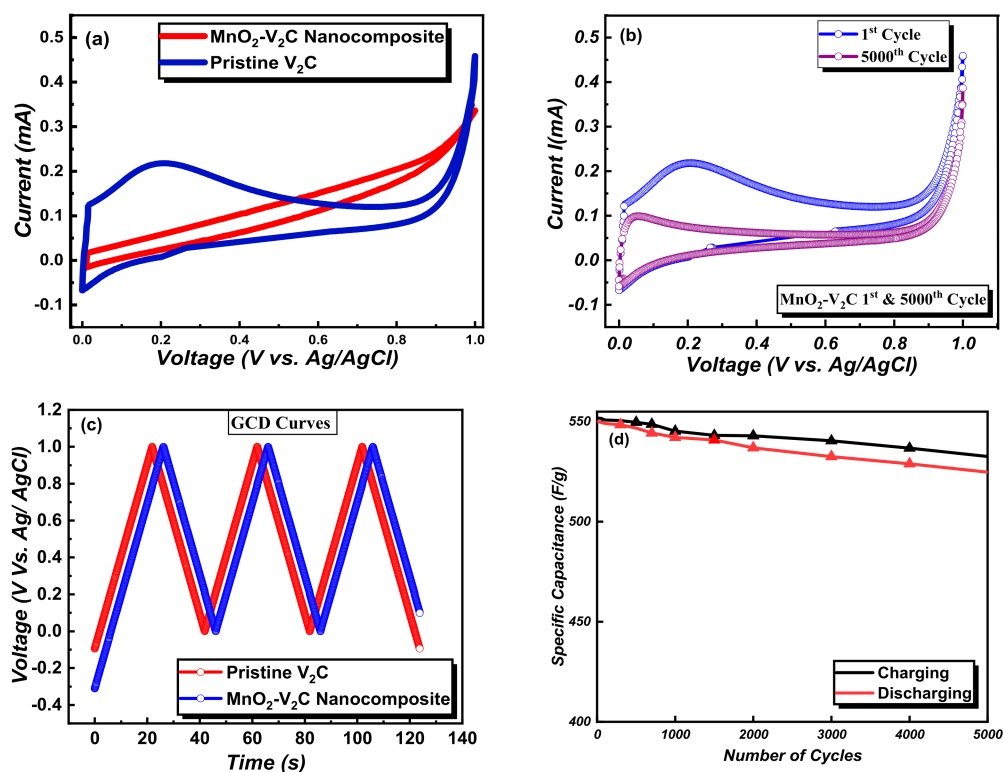 (a)
MnO₂-V₂C Nanocomposite
Pristine V₂C
0.5
0.4
0.3
0.2
0.1
0.0
-0.1
Current (mA)
0.0 0.2 0.4 0.6 0.8 1.0
Voltage (V vs. Ag/AgCl)
(b)
1ˢᵗ Cycle
5000ᵗʰ Cycle
0.5
0.4
0.3
0.2
0.1
0.0
-0.1
Current I(mA)
MnO₂-V₂C 1ˢᵗ & 5000ᵗʰ Cycle
0.0 0.2 0.4 0.6 0.8 1.0
Voltage (V vs. Ag/AgCl)
(c)
GCD Curves
1.2
1.0
0.8
0.6
0.4
0.2
0.0
-0.2
-0.4
Voltage (V Vs. Ag/ AgCl)
Pristine V₂C
MnO₂-V₂C Nanocomposite
0 20 40 60 80 100 120 140
Time (s)
(d)
550
500
450
400
Specific Capacitance (F/g)
Charging
Discharging
0 1000 2000 3000 4000 5000
Number of Cycles